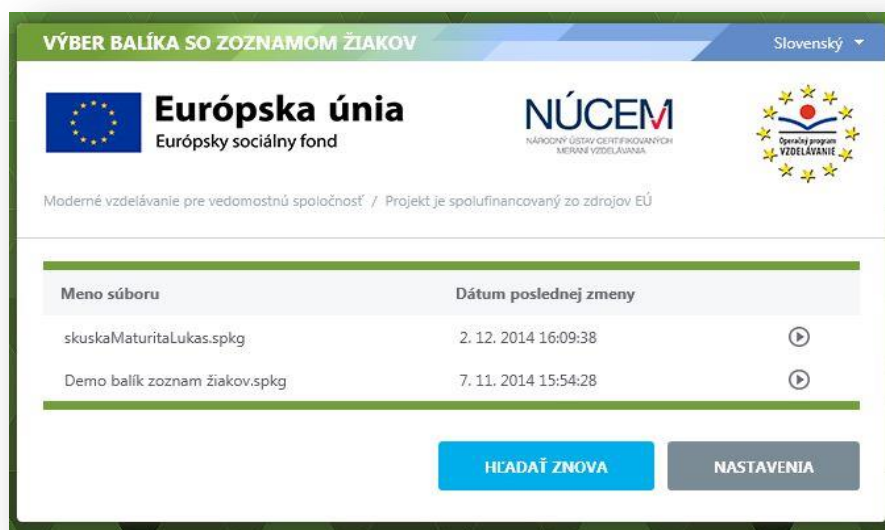 VÝBER BALÍKA SO ZOZNAMOM ŽIAKOV
Slovenský
Európska únia
Európsky sociálny fond
NÚCEM
NÁRODNÝ ÚSTAV CERTIFIKOVANÝCH
MERANÍ VZDELÁVANIA
Operačný program
VZDELÁVANIE
Moderné vzdelávanie pre vedomostnú spoločnosť / Projekt je spolufinancovaný zo zdrojov EÚ
Meno súboru Dátum poslednej zmeny
skuskaMaturitaLukas.spkg 2. 12. 2014 16:09:38
Demo balík zoznam žiakov.spkg 7. 11. 2014 15:54:28
HĽADAŤ ZNOVA
NASTAVENIA